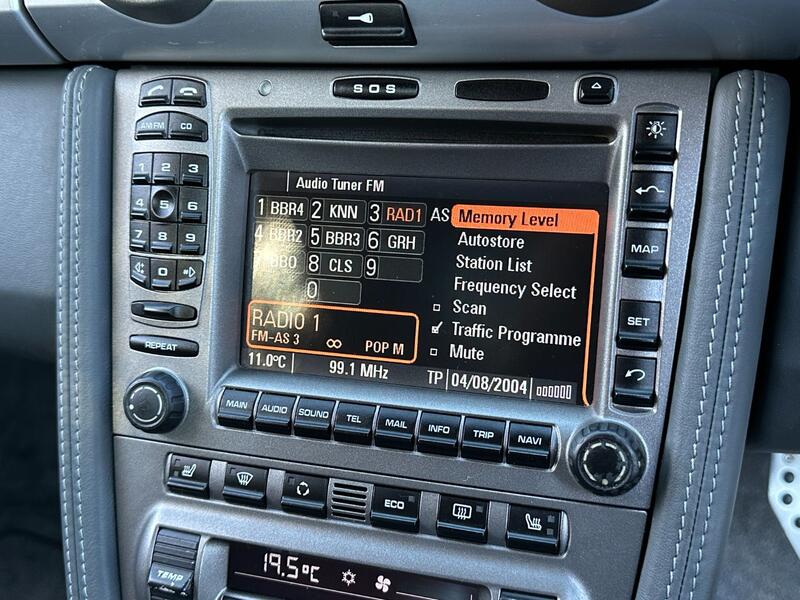 SOS
AM FM CD
1 2 3
4 5 6
7 8 9
0
REPEAT
MAP
SET
Audio Tuner FM
1 BBR4 2 KNN 3 RAD1 AS
4 BBR2 5 BBR3 6 GRH
7 BBO 8 CLS 9
0
Memory Level
Autostore
Station List
Frequency Select
Scan
Traffic Programme
Mute
RADIO 1
FM-AS 3 ∞ POP M
11.0°C 99.1 MHz TP 04/08/2004
MAIN AUDIO SOUND TEL MAIL INFO TRIP NAVI
ECO
TEMP
19.5°C